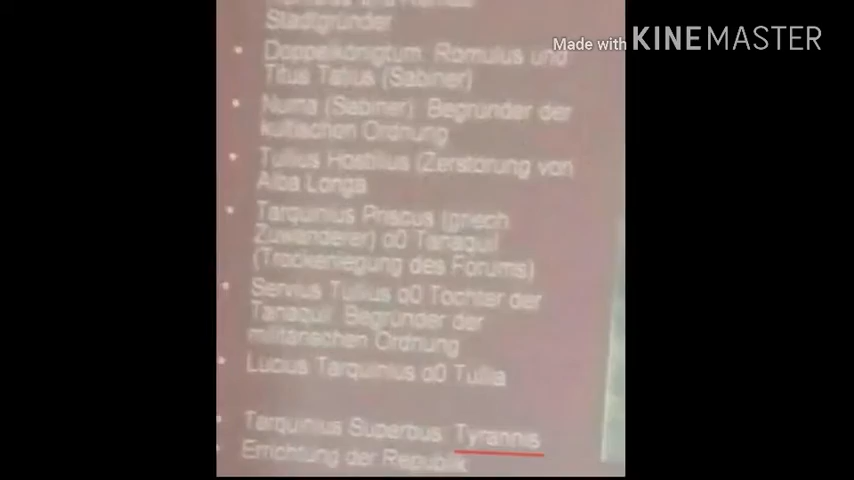 Stadtgründer
Doppelkönigtum: Romulus und
Titus Tatius (Sabiner)
Numa (Sabiner): Begründer der
kultischen Ordnung
Tullius Hostilius (Zerstörung von
Alba Longa
Tarquinius Priscus (griech
Zuwanderer) oO Tanaquil
(Trockenlegung des Forums)
Servius Tullius oO Tochter der
Tanaquil: Begründer der
militärischen Ordnung
Lucius Tarquinius oO Tullia
Tarquinius Superbus: Tyrannis
Errichtung der Republik
Made with KINEMASTER